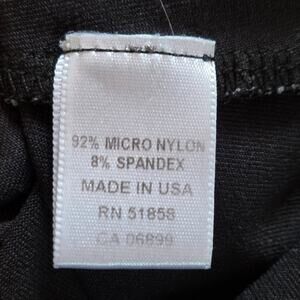 92% MICRO NYLON
8% SPANDEX
MADE IN USA
RN 51858
CA 06899